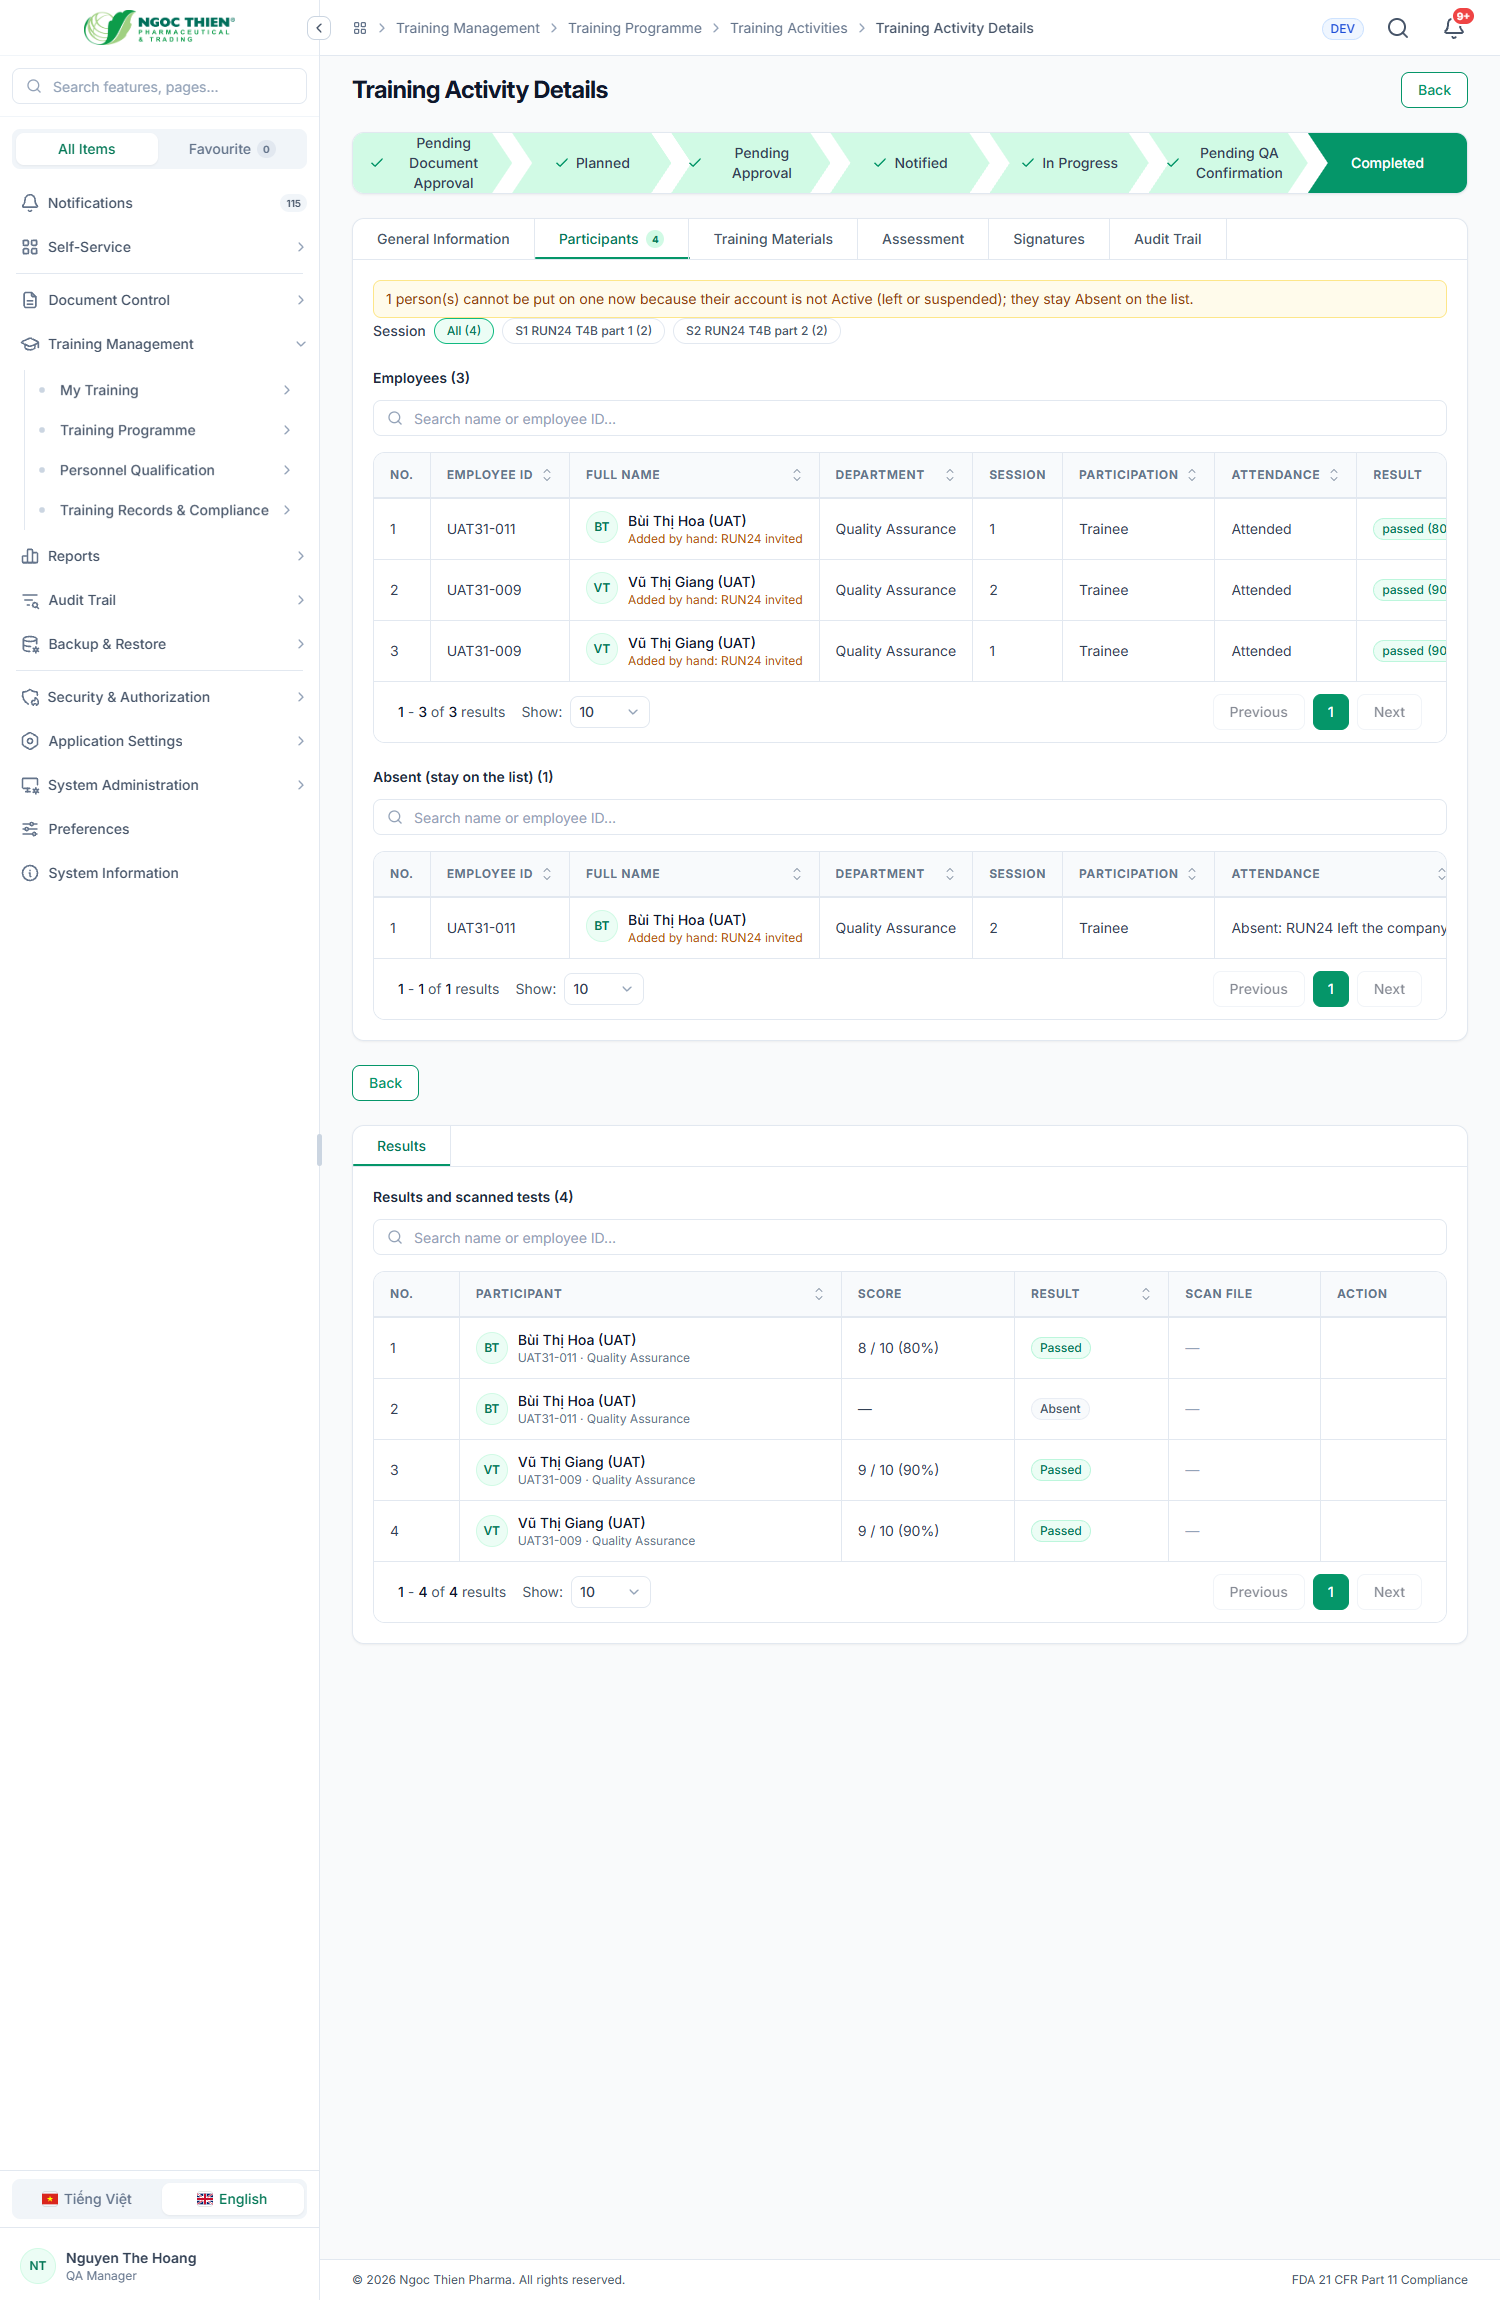 NGOC THIEN®
PHARMACEUTICAL
& TRADING
Training Management
Training Programme
Training Activities
Training Activity Details
DEV
9+
Search features, pages...
All Items
Favourite 0
Notifications 115
Self-Service
Document Control
Training Management
My Training
Training Programme
Personnel Qualification
Training Records & Compliance
Reports
Audit Trail
Backup & Restore
Security & Authorization
Application Settings
System Administration
Preferences
System Information
Tiếng Việt
English
NT
Nguyen The Hoang
QA Manager
Training Activity Details
Back
Pending
Document
Approval
Planned
Pending
Approval
Notified
In Progress
Pending QA
Confirmation
Completed
General Information
Participants 4
Training Materials
Assessment
Signatures
Audit Trail
1 person(s) cannot be put on one now because their account is not Active (left or suspended); they stay Absent on the list.
Session All (4) S1 RUN24 T4B part 1 (2) S2 RUN24 T4B part 2 (2)
Employees (3)
Search name or employee ID...
NO. EMPLOYEE ID FULL NAME DEPARTMENT SESSION PARTICIPATION ATTENDANCE RESULT
1 UAT31-011 BT Bùi Thị Hoa (UAT) Quality Assurance 1 Trainee Attended passed (80
Added by hand: RUN24 invited
2 UAT31-009 VT Vũ Thị Giang (UAT) Quality Assurance 2 Trainee Attended passed (90
Added by hand: RUN24 invited
3 UAT31-009 VT Vũ Thị Giang (UAT) Quality Assurance 1 Trainee Attended passed (90
Added by hand: RUN24 invited
1 - 3 of 3 results Show: 10 Previous 1 Next
Absent (stay on the list) (1)
Search name or employee ID...
NO. EMPLOYEE ID FULL NAME DEPARTMENT SESSION PARTICIPATION ATTENDANCE
1 UAT31-011 BT Bùi Thị Hoa (UAT) Quality Assurance 2 Trainee Absent: RUN24 left the company
Added by hand: RUN24 invited
1 - 1 of 1 results Show: 10 Previous 1 Next
Back
Results
Results and scanned tests (4)
Search name or employee ID...
NO. PARTICIPANT SCORE RESULT SCAN FILE ACTION
1 BT Bùi Thị Hoa (UAT) 8 / 10 (80%) Passed —
UAT31-011 · Quality Assurance
2 BT Bùi Thị Hoa (UAT) — Absent —
UAT31-011 · Quality Assurance
3 VT Vũ Thị Giang (UAT) 9 / 10 (90%) Passed —
UAT31-009 · Quality Assurance
4 VT Vũ Thị Giang (UAT) 9 / 10 (90%) Passed —
UAT31-009 · Quality Assurance
1 - 4 of 4 results Show: 10 Previous 1 Next
© 2026 Ngoc Thien Pharma. All rights reserved.
FDA 21 CFR Part 11 Compliance